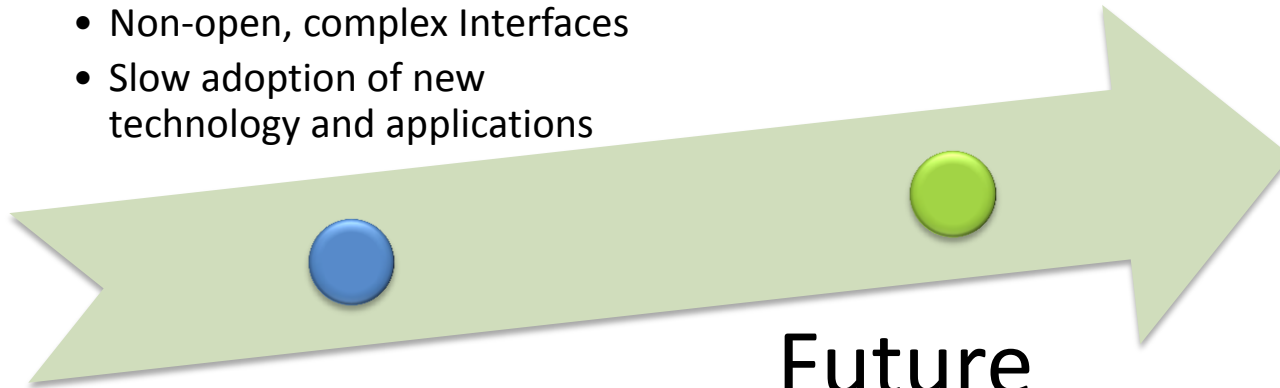 • Non-open, complex Interfaces
• Slow adoption of new
technology and applications
Future